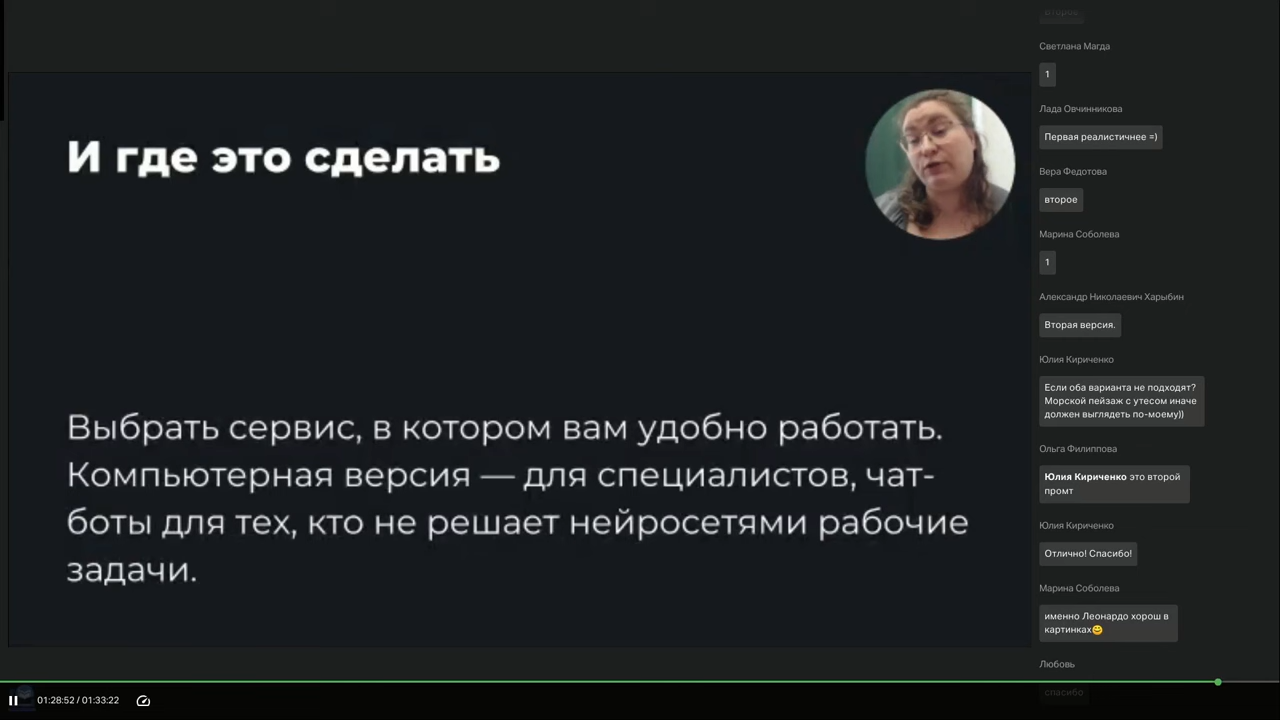 И где это сделать
Выбрать сервис, в котором вам удобно работать.
Компьютерная версия — для специалистов, чат-
боты для тех, кто не решает нейросетями рабочие
задачи.
Второе
Светлана Магда
1
Лада Овчинникова
Первая реалистичнее =)
Вера Федотова
второе
Марина Соболева
1
Александр Николаевич Харыбин
Вторая версия.
Юлия Кириченко
Если оба варианта не подходят?
Морской пейзаж с утесом иначе
должен выглядеть по-моему))
Ольга Филиппова
Юлия Кириченко это второй
промт
Юлия Кириченко
Отлично! Спасибо!
Марина Соболева
именно Леонардо хорош в
картинках😊
Любовь
спасибо
01:28:52 / 01:33:22